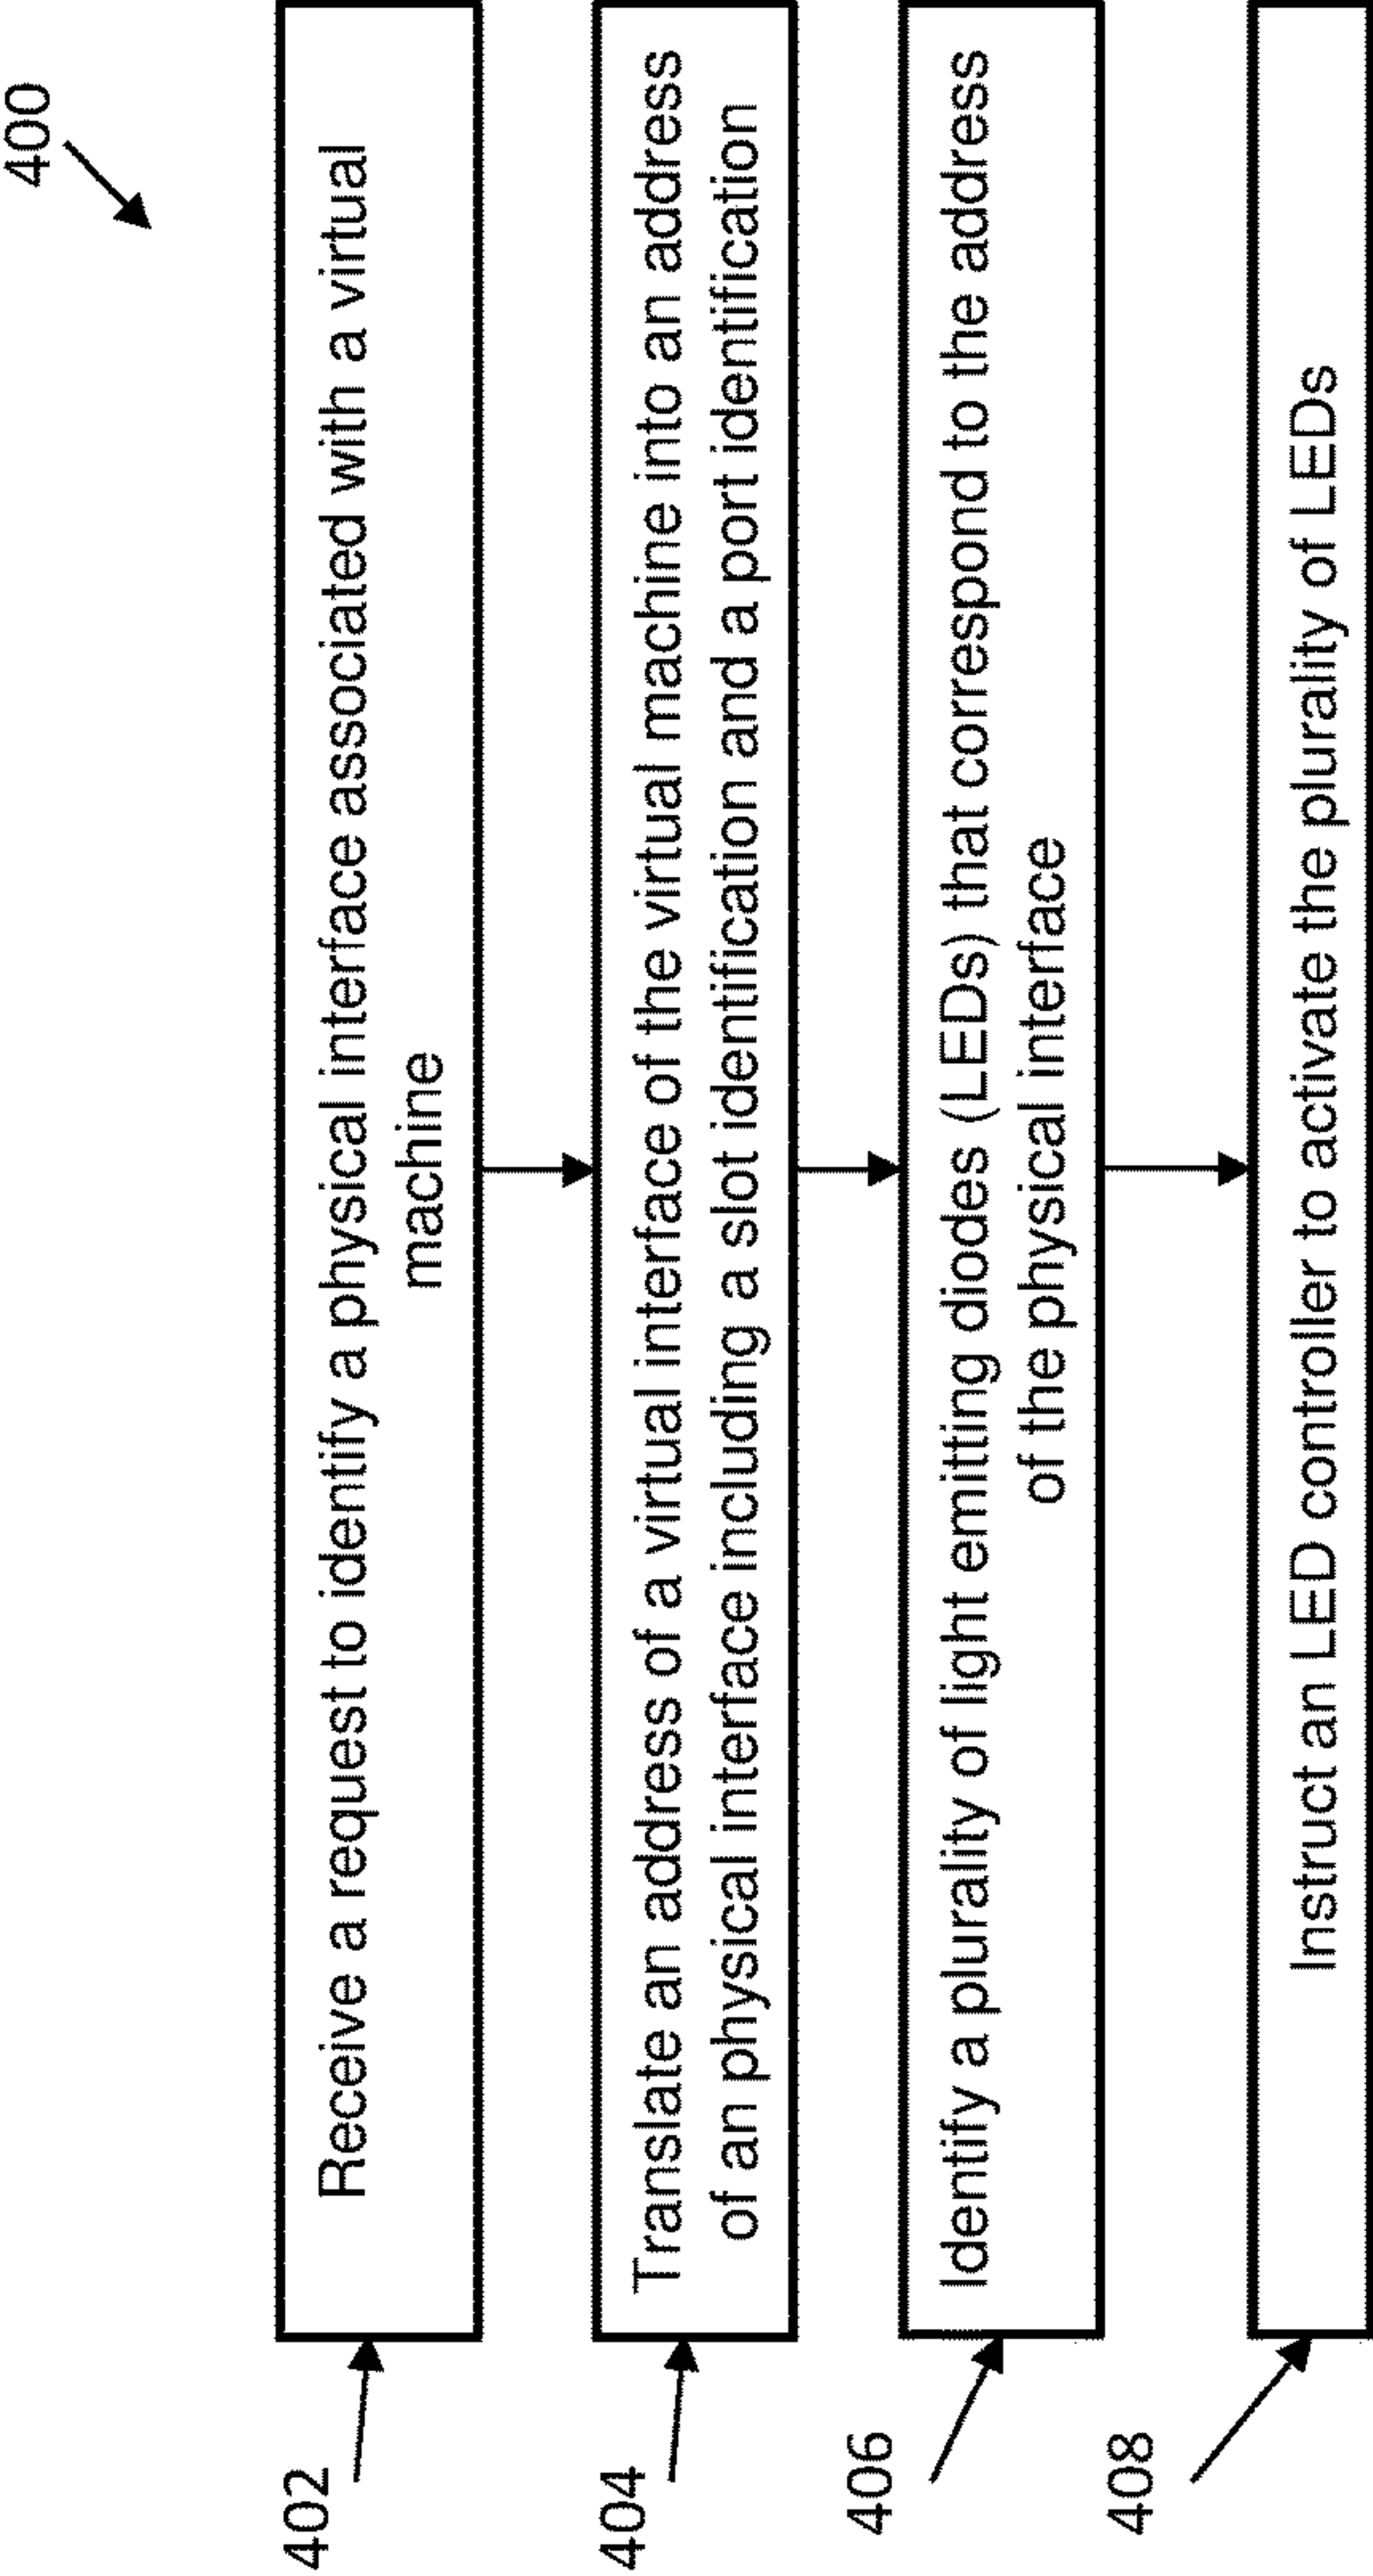 400
402
Receive a request to identify a physical interface associated with a virtual
machine
404
Translate an address of a virtual interface of the virtual machine into an address
of an physical interface including a slot identification and a port identification
406
Identify a plurality of light emitting diodes (LEDs) that correspond to the address
of the physical interface
408
Instruct an LED controller to activate the plurality of LEDs